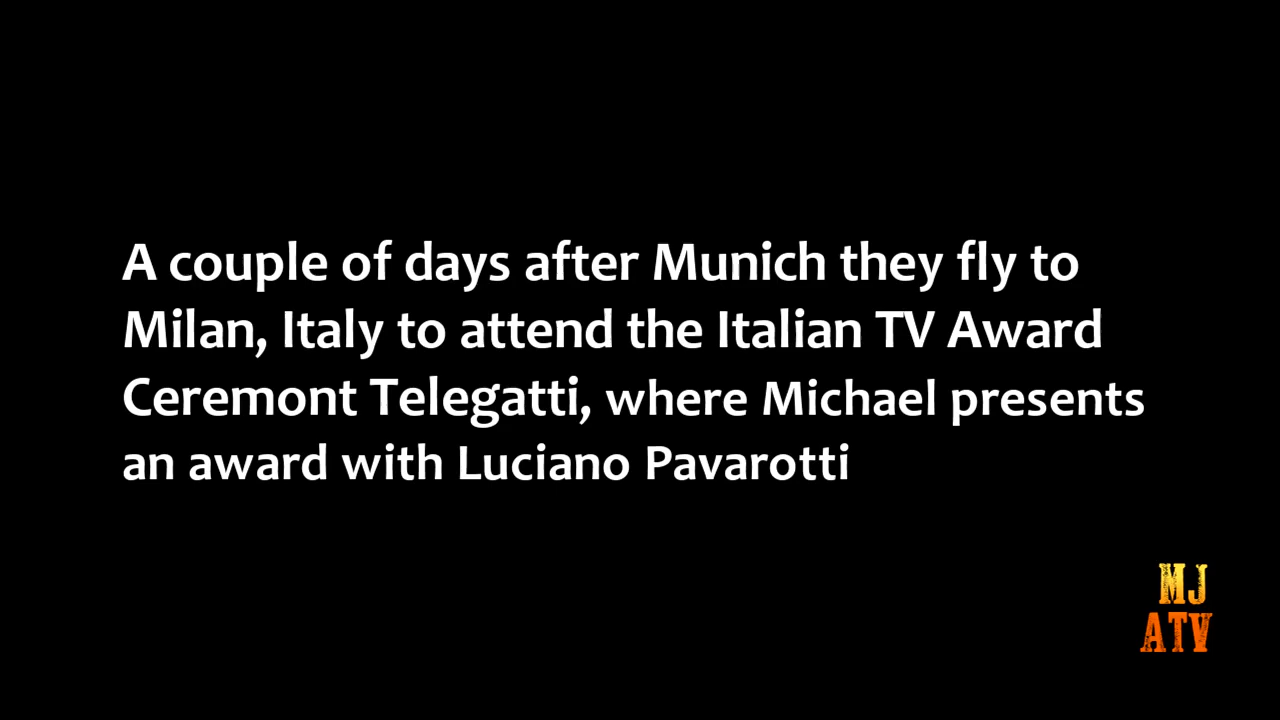 A couple of days after Munich they fly to
Milan, Italy to attend the Italian TV Award
Ceremont Telegatti, where Michael presents
an award with Luciano Pavarotti
MJ
ATV